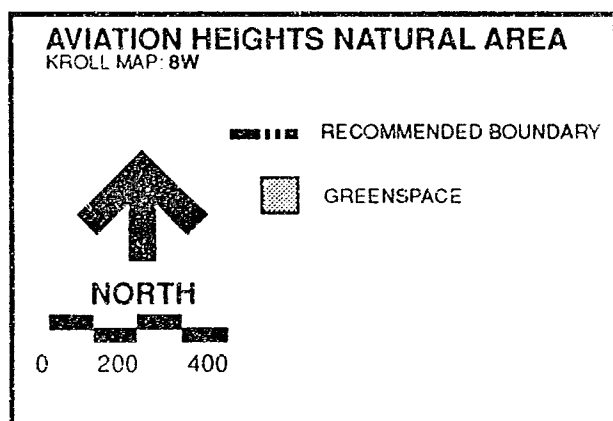 AVIATION HEIGHTS NATURAL AREA
KROLL MAP: 8W
RECOMMENDED BOUNDARY
GREENSPACE
NORTH
0 200 400